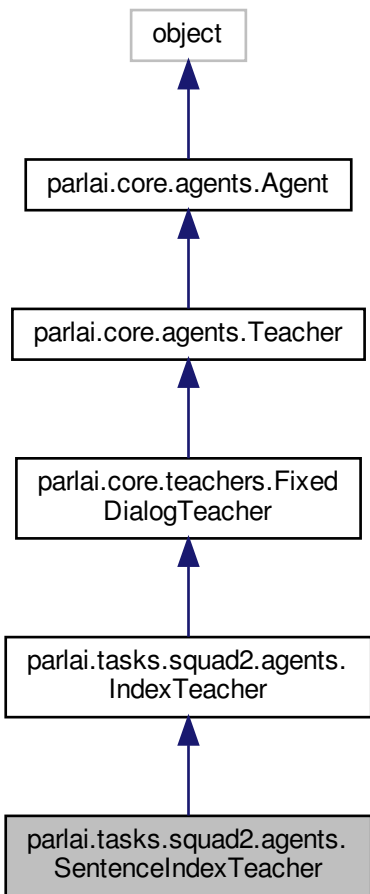 object
parlai.core.agents.Agent
parlai.core.agents.Teacher
parlai.core.teachers.Fixed
DialogTeacher
parlai.tasks.squad2.agents.
IndexTeacher
parlai.tasks.squad2.agents.
SentenceIndexTeacher